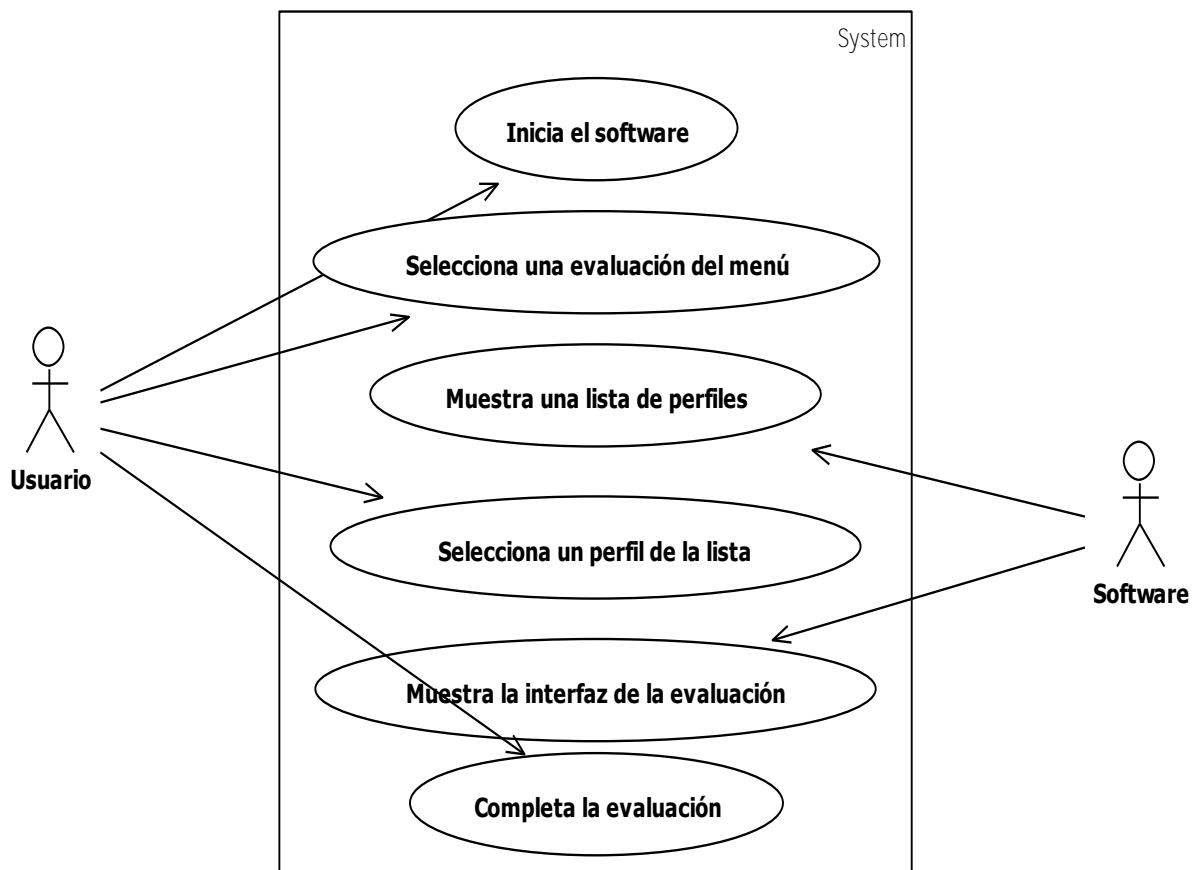 System
Inicia el software
Selecciona una evaluación del menú
Muestra una lista de perfiles
Usuario
Selecciona un perfil de la lista
Software
Muestra la interfaz de la evaluación
Completa la evaluación